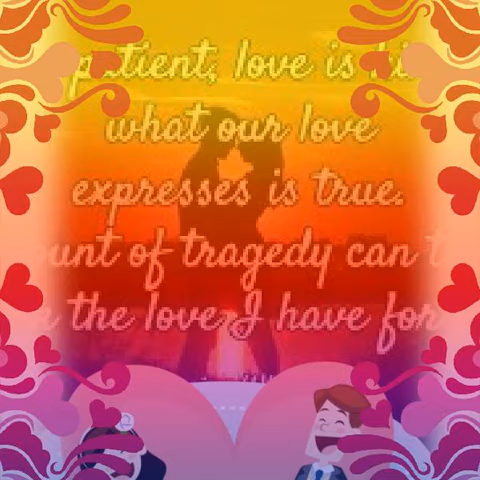 patient, love is
what our love
expresses is true.
of tragedy can
the love I have for